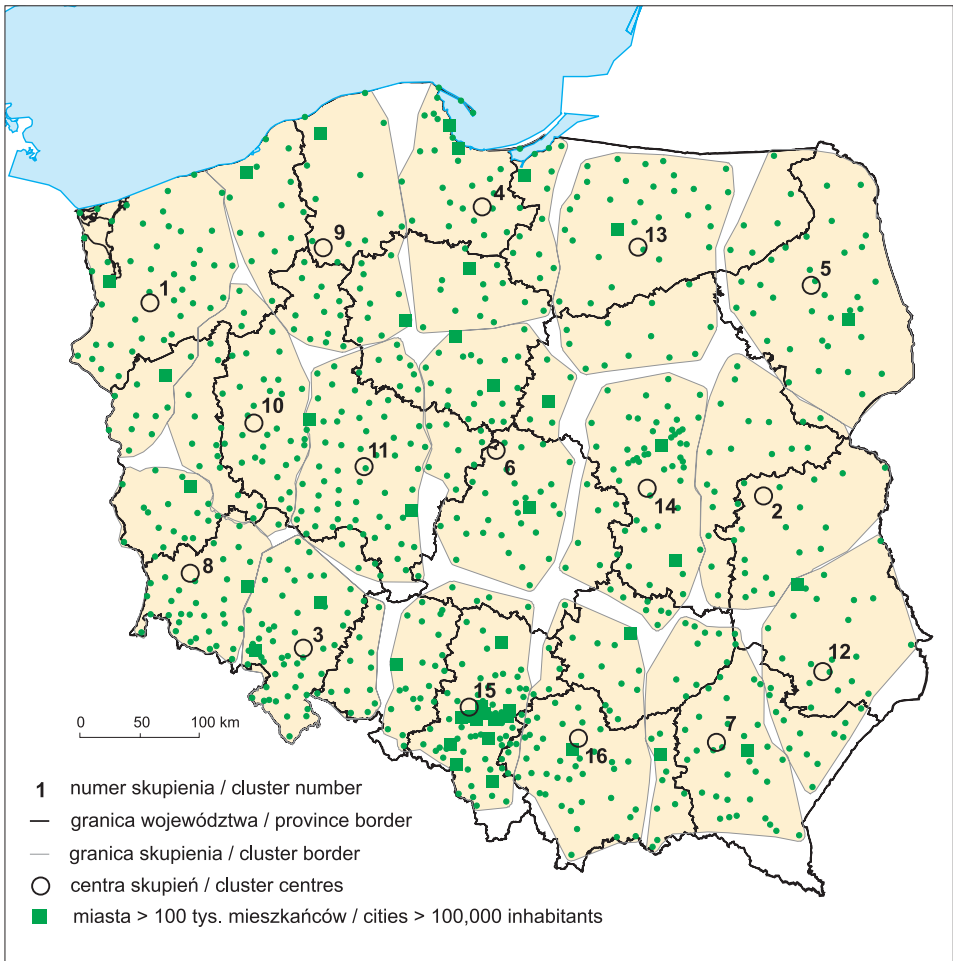 4
9
13
5
1
10
11
6
14
2
8
3
12
15
7
16
0 50 100 km
1 numer skupienia / cluster number
granica województwa / province border
granica skupienia / cluster border
centra skupień / cluster centres
miasta > 100 tys. mieszkańców / cities > 100,000 inhabitants